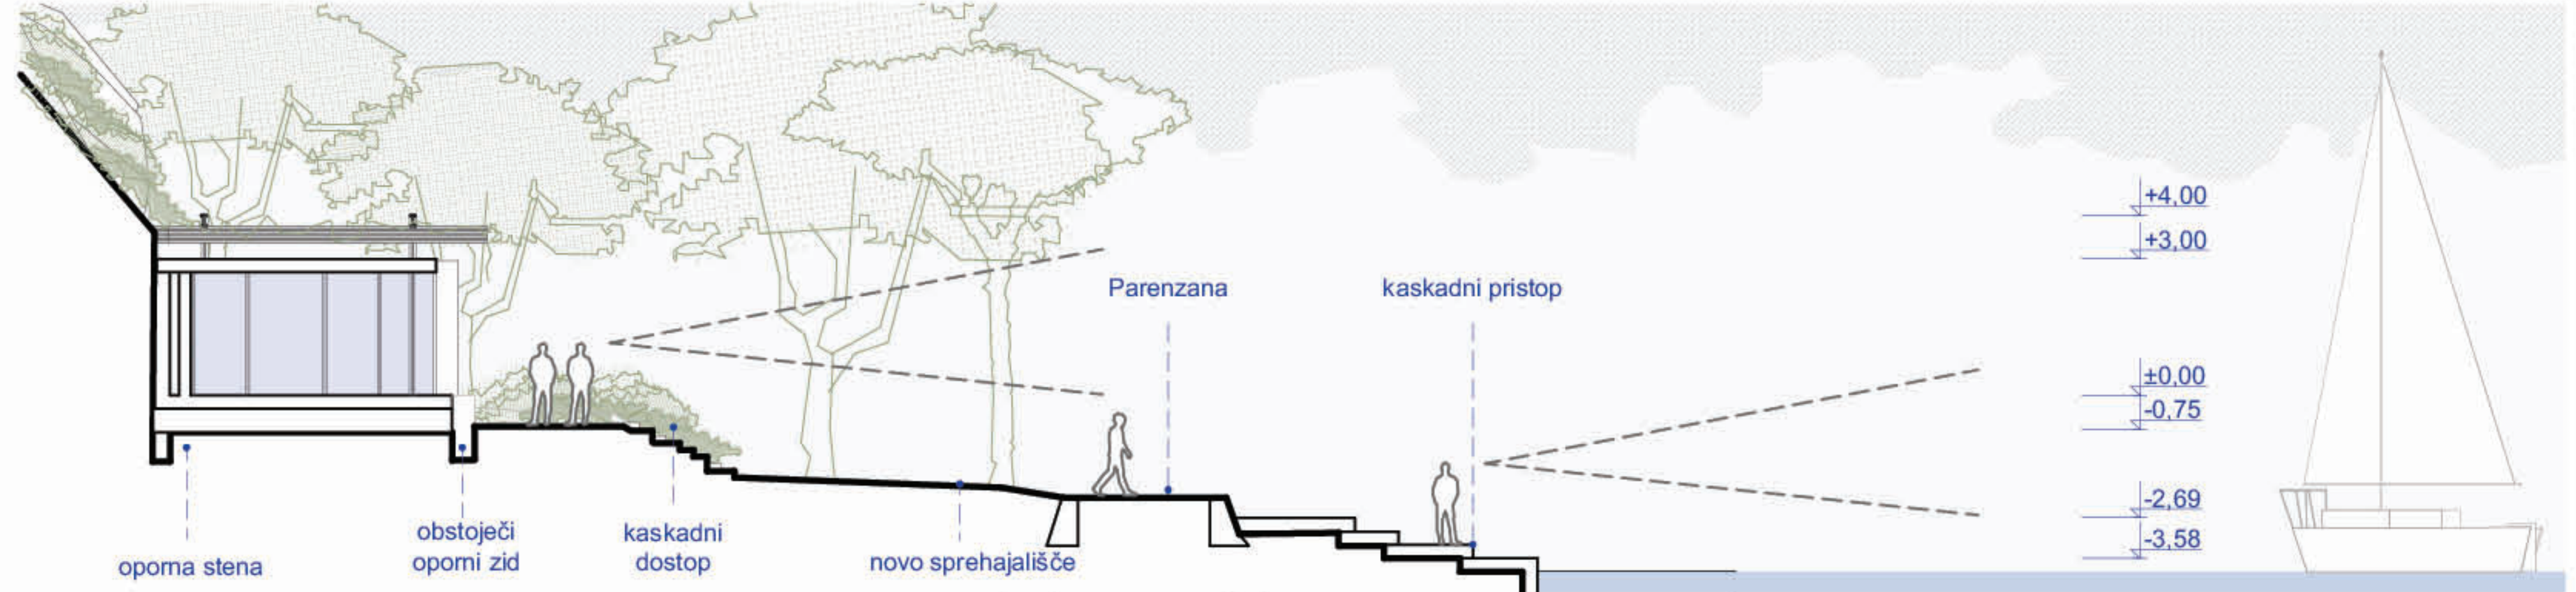 +4,00
+3,00
Parenzana
kaskadni pristop
±0,00
-0,75
-2,69
-3,58
obstoječi
oporni zid
kaskadni
dostop
oporna stena
novo sprehajališče